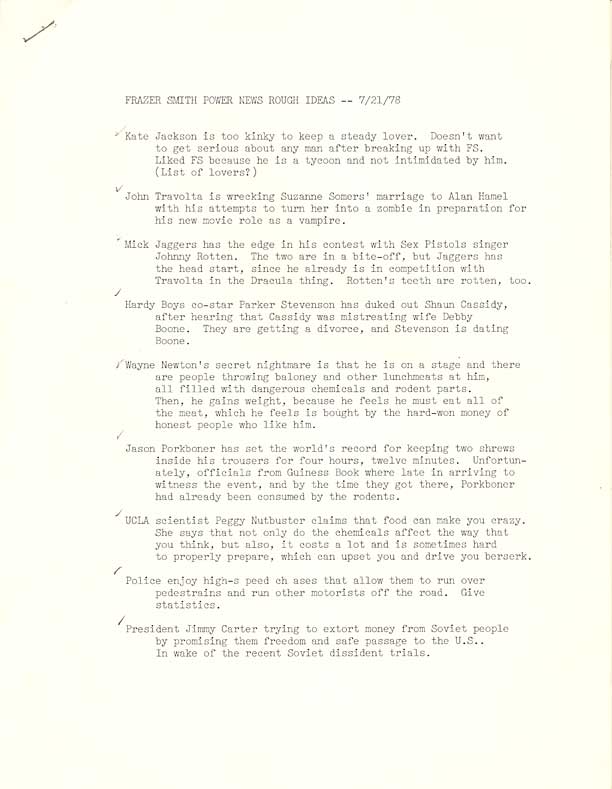 FRAZER SMITH POWER NEWS ROUGH IDEAS -- 7/21/78
Kate Jackson is too kinky to keep a steady lover. Doesn't want
to get serious about any man after breaking up with FS.
Liked FS because he is a tycoon and not intimidated by him.
(List of lovers?)
John Travolta is wrecking Suzanne Somers' marriage to Alan Hamel
with his attempts to turn her into a zombie in preparation for
his new movie role as a vampire.
Mick Jaggers has the edge in his contest with Sex Pistols singer
Johnny Rotten. The two are in a bite-off, but Jaggers has
the head start, since he already is in competition with
Travolta in the Dracula thing. Rotten's teeth are rotten, too.
Hardy Boys co-star Parker Stevenson has duked out Shaun Cassidy,
after hearing that Cassidy was mistreating wife Debby
Boone. They are getting a divorce, and Stevenson is dating
Boone.
Wayne Newton's secret nightmare is that he is on a stage and there
are people throwing baloney and other lunchmeats at him,
all filled with dangerous chemicals and rodent parts.
Then, he gains weight, because he feels he must eat all of
the meat, which he feels is bought by the hard-won money of
honest people who like him.
Jason Porkboner has set the world's record for keeping two shrews
inside his trousers for four hours, twelve minutes. Unfortun-
ately, officials from Guiness Book where late in arriving to
witness the event, and by the time they got there, Porkboner
had already been consumed by the rodents.
UCLA scientist Peggy Nutbuster claims that food can make you crazy.
She says that not only do the chemicals affect the way that
you think, but also, it costs a lot and is sometimes hard
to properly prepare, which can upset you and drive you berserk.
Police enjoy high-s peed ch ases that allow them to run over
pedestrains and run other motorists off the road. Give
statistics.
President Jimmy Carter trying to extort money from Soviet people
by promising them freedom and safe passage to the U.S..
In wake of the recent Soviet dissident trials.